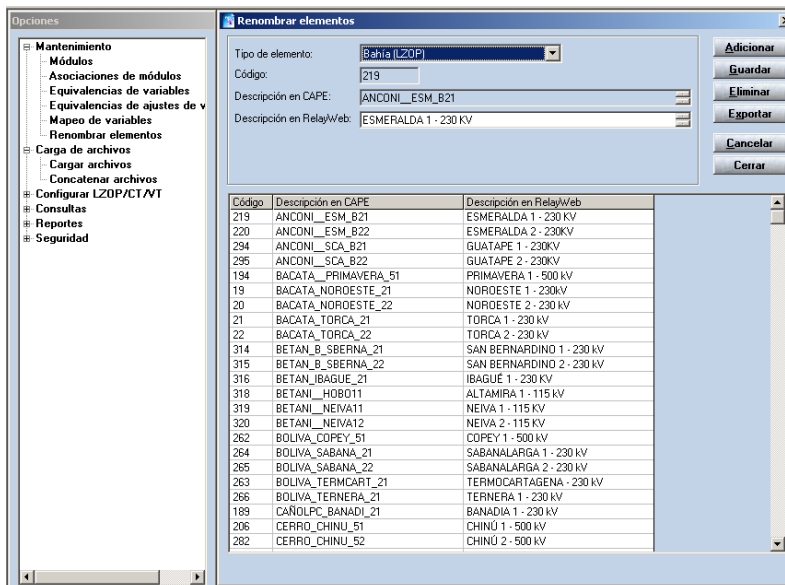 Opciones
Mantenimiento
Módulos
Asociaciones de módulos
Equivalencias de variables
Equivalencias de ajustes de v
Mapeo de variables
Renombrar elementos
Carga de archivos
Cargar archivos
Concatenar archivos
Configurar LZOP/CT/VT
Consultas
Reportes
Seguridad
Renombrar elementos
Tipo de elemento: Bahía (LZOP)
Código: 219
Descripción en CAPE: ANCONI__ESM_B21
Descripción en RelayWeb: ESMERALDA 1 - 230 KV
Adicionar
Guardar
Eliminar
Exportar
Cancelar
Cerrar
Código Descripción en CAPE Descripción en RelayWeb
219 ANCONI__ESM_B21 ESMERALDA 1 - 230 KV
220 ANCONI__ESM_B22 ESMERALDA 2 - 230KV
294 ANCONI__SCA_B21 GUATAPE 1 - 230KV
295 ANCONI__SCA_B22 GUATAPE 2 - 230KV
194 BACATA__PRIMAVERA_51 PRIMAVERA 1 - 500 kV
19 BACATA_NOROESTE_21 NOROESTE 1 - 230kV
20 BACATA_NOROESTE_22 NOROESTE 2 - 230 kV
21 BACATA_TORCA_21 TORCA 1 - 230 kV
22 BACATA_TORCA_22 TORCA 2 - 230 kV
314 BETAN_B_SBERNA_21 SAN BERNARDINO 1 - 230 kV
315 BETAN_B_SBERNA_22 SAN BERNARDINO 2 - 230 kV
316 BETAN_IBAGUE_21 IBAGUÉ 1 - 230 KV
318 BETANI__HOBO11 ALTAMIRA 1 - 115 kV
319 BETANI__NEIVA11 NEIVA 1 - 115 KV
320 BETANI__NEIVA12 NEIVA 2 - 115 KV
262 BOLIVA_COPEY_51 COPEY 1 - 500 kV
264 BOLIVA_SABANA_21 SABANALARGA 1 - 230 kV
265 BOLIVA_SABANA_22 SABANALARGA 2 - 230 kV
263 BOLIVA_TERMCART_21 TERMOCARTAGENA - 230 kV
266 BOLIVA_TERNERA_21 TERNERA 1 - 230 kV
189 CAÑOLPC_BANADI_21 BANADIA 1 - 230 kV
206 CERRO_CHINU_51 CHINÚ 1 - 500 kV
282 CERRO_CHINU_52 CHINÚ 2 - 500 kV